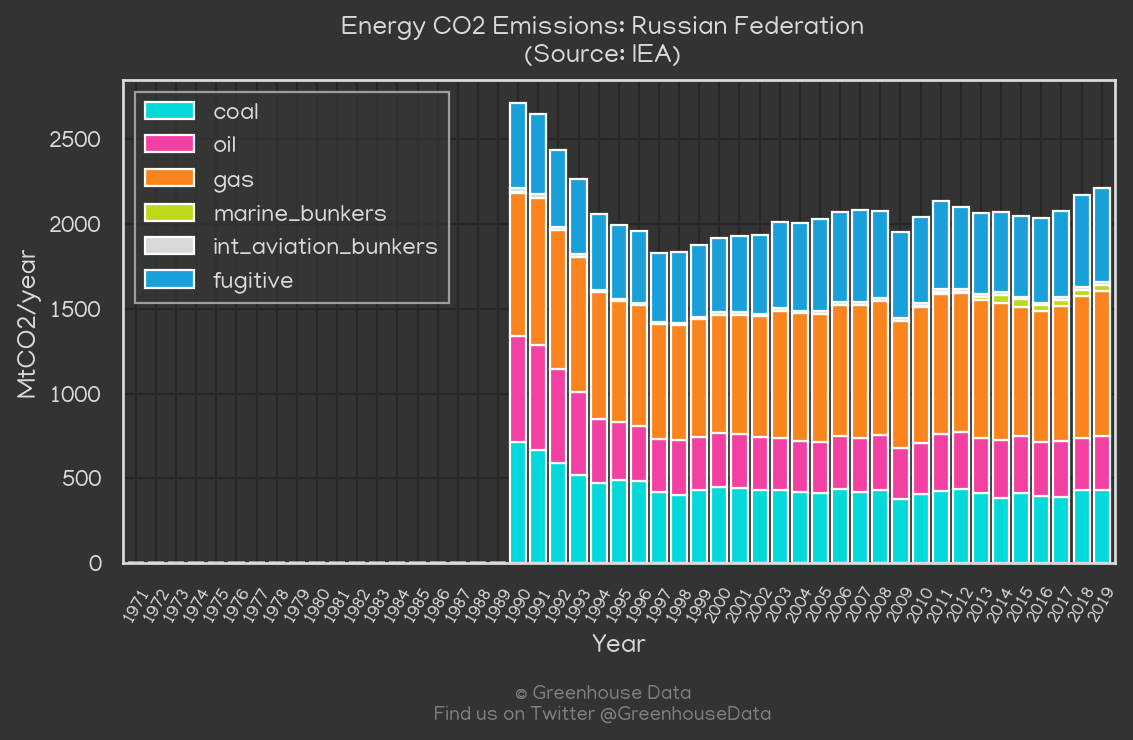 Energy CO2 Emissions: Russian Federation
(Source: IEA)
coal
oil
gas
marine_bunkers
int_aviation_bunkers
fugitive
MtCO2/year
2500
2000
1500
1000
500
0
1971 1972 1973 1974 1975 1976 1977 1978 1979 1980 1981 1982 1983 1984 1985 1986 1987 1988 1989 1990 1991 1992 1993 1994 1995 1996 1997 1998 1999 2000 2001 2002 2003 2004 2005 2006 2007 2008 2009 2010 2011 2012 2013 2014 2015 2016 2017 2018 2019
Year
© Greenhouse Data
Find us on Twitter @GreenhouseData